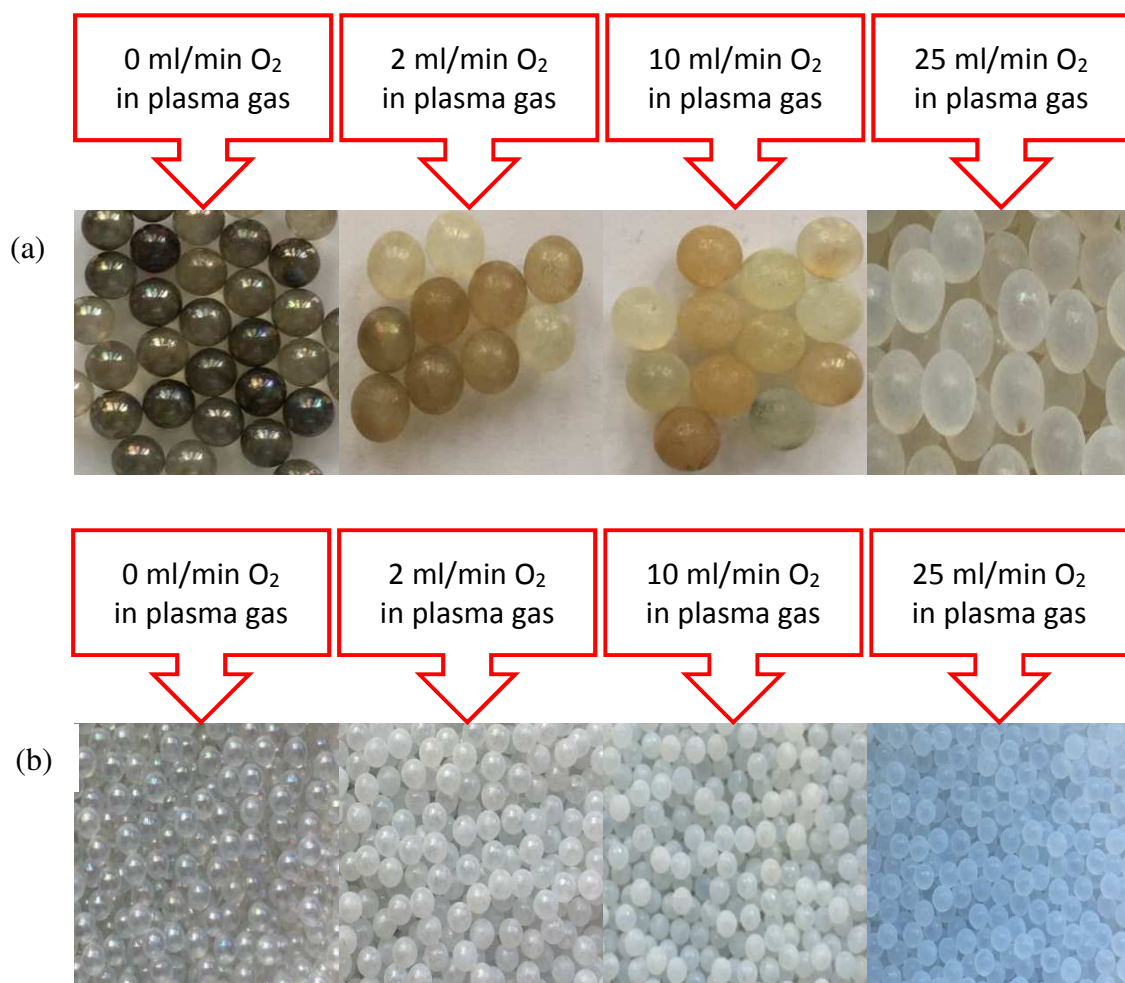 0 ml/min O₂
in plasma gas
2 ml/min O₂
in plasma gas
10 ml/min O₂
in plasma gas
25 ml/min O₂
in plasma gas
(a)
0 ml/min O₂
in plasma gas
2 ml/min O₂
in plasma gas
10 ml/min O₂
in plasma gas
25 ml/min O₂
in plasma gas
(b)